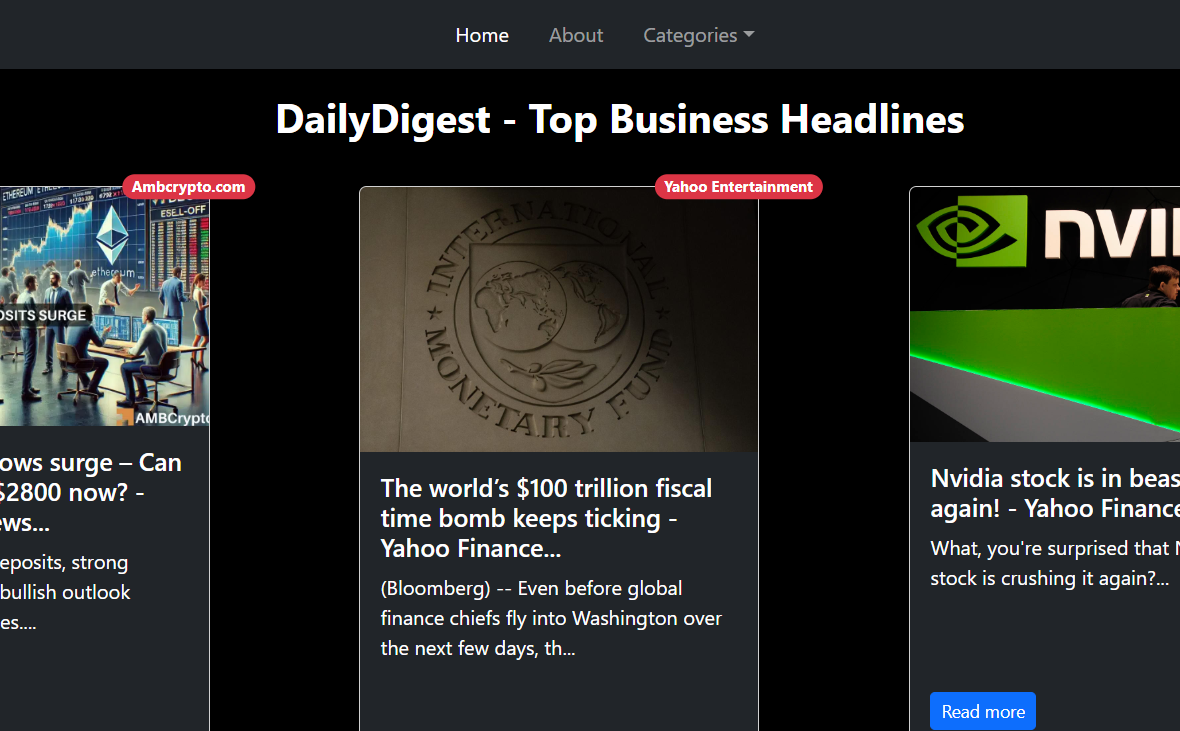 Home About Categories
DailyDigest - Top Business Headlines
Ambcrypto.com
ETHEREUM
SELL-OFF
ethereum
OSITS SURGE
AMBCrypto
ows surge – Can
$2800 now? -
ews...
eposits, strong
bullish outlook
es....
Yahoo Entertainment
INTERNATIONAL
MONETARY FUND
The world’s $100 trillion fiscal
time bomb keeps ticking -
Yahoo Finance...
(Bloomberg) -- Even before global
finance chiefs fly into Washington over
the next few days, th...
NVI
Nvidia stock is in beas
again! - Yahoo Finance
What, you're surprised that N
stock is crushing it again?...
Read more